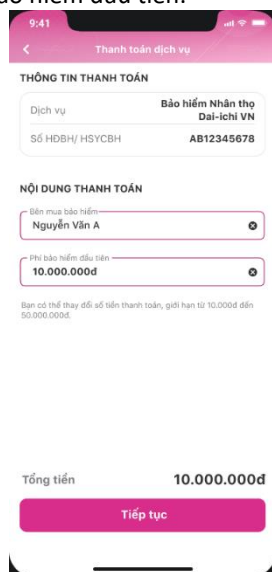 bảo hiểm đầu tiên.
9:41
Thanh toán dịch vụ
THÔNG TIN THANH TOÁN
Dịch vụ
Bảo hiểm Nhân thọ
Dai-ichi VN
Số HĐBH/ HSYCBH
AB12345678
NỘI DUNG THANH TOÁN
Bên mua bảo hiểm
Nguyễn Văn A
Phí bảo hiểm đầu tiên
10.000.000đ
Bạn có thể thay đổi số tiền thanh toán, giới hạn từ 10.000đ đến
50.000.000đ.
Tổng tiền
10.000.000đ
Tiếp tục